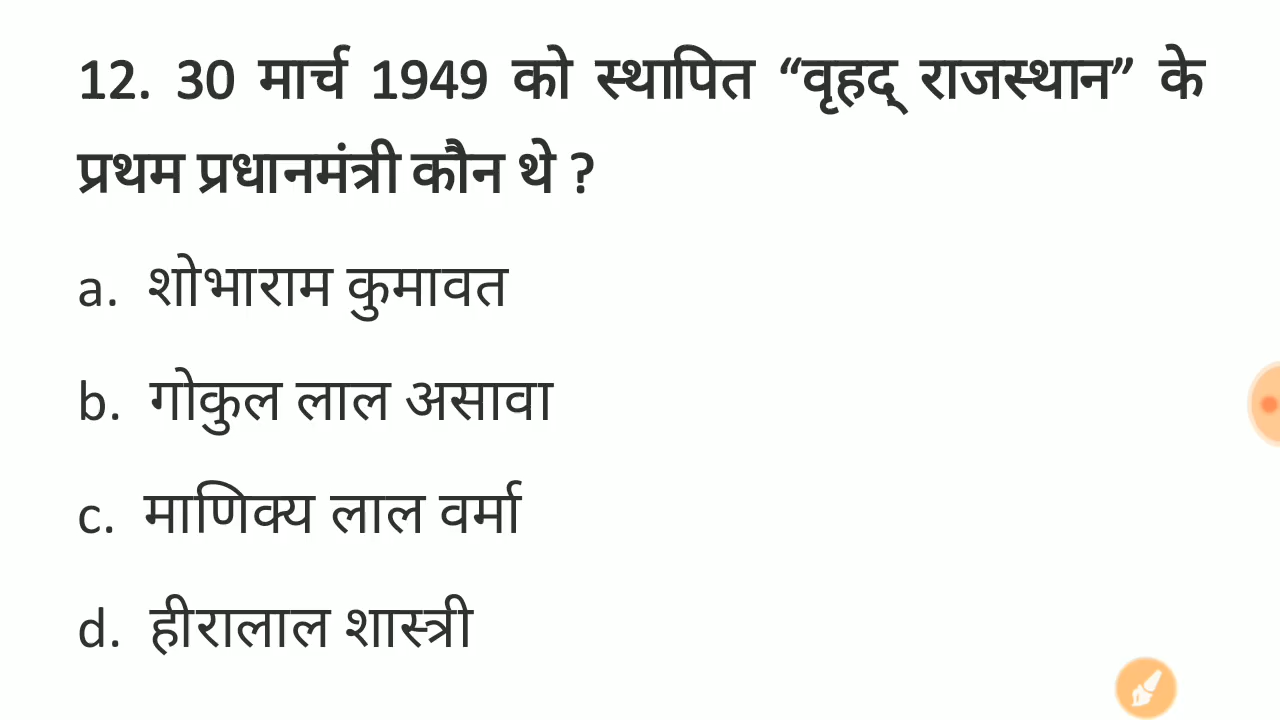 12. 30 मार्च 1949 को स्थापित “वृहद् राजस्थान” के
प्रथम प्रधानमंत्री कौन थे ?
a. शोभाराम कुमावत
b. गोकुल लाल असावा
c. माणिक्य लाल वर्मा
d. हीरालाल शास्त्री